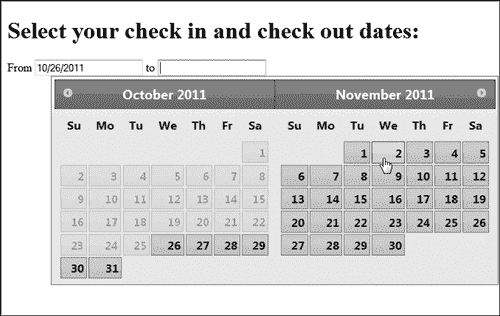 Select your check in and check out dates:
From 10/26/2011 to
October 2011 November 2011
Su Mo Tu We Th Fr Sa Su Mo Tu We Th Fr Sa
1 1 2 3 4 5
2 3 4 5 6 7 8 6 7 8 9 10 11 12
9 10 11 12 13 14 15 13 14 15 16 17 18 19
16 17 18 19 20 21 22 20 21 22 23 24 25 26
23 24 25 26 27 28 29 27 28 29 30
30 31